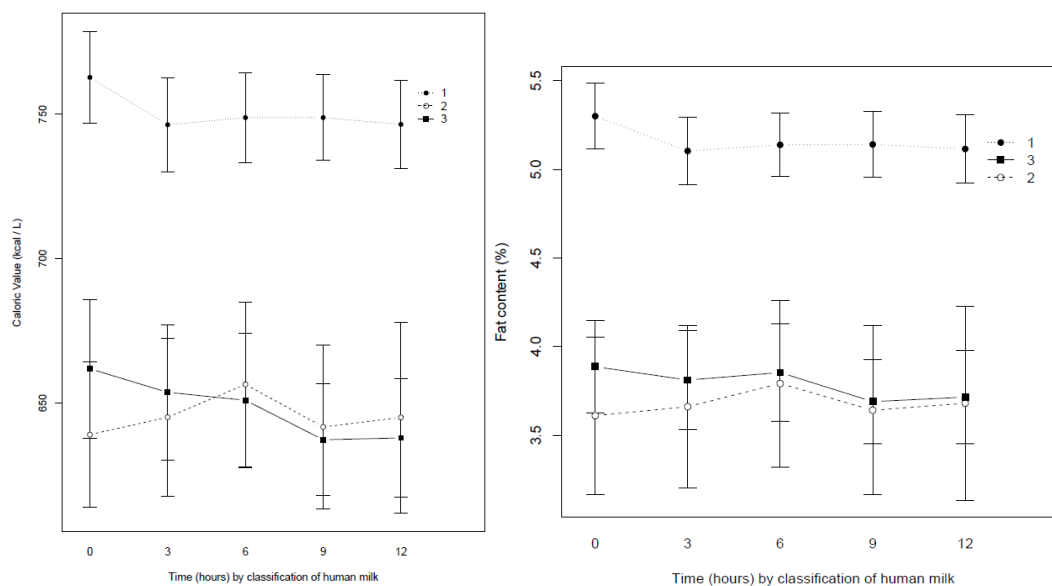 Caloric Value (kcal / L)
750
700
650
1
2
3
0 3 6 9 12
Time (hours) by classification of human milk
Fat content (%)
5.5
5.0
4.5
4.0
3.5
1
3
2
0 3 6 9 12
Time (hours) by classification of human milk